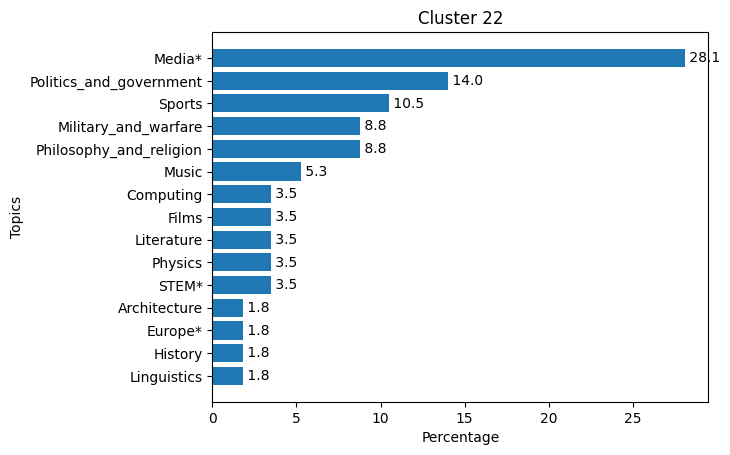 Cluster 22
Media* 28.1
Politics_and_government 14.0
Sports 10.5
Military_and_warfare 8.8
Philosophy_and_religion 8.8
Music 5.3
Computing 3.5
Films 3.5
Literature 3.5
Physics 3.5
STEM* 3.5
Architecture 1.8
Europe* 1.8
History 1.8
Linguistics 1.8
Topics
0 5 10 15 20 25
Percentage